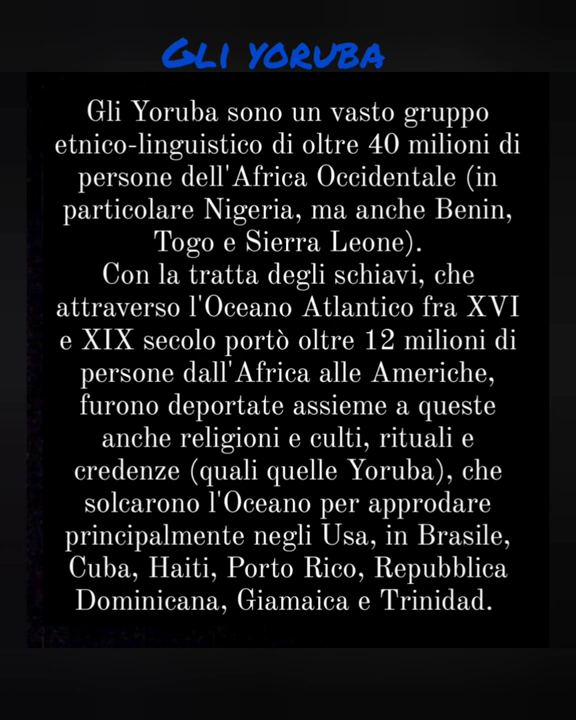 Gli yoruba
Gli Yoruba sono un vasto gruppo
etnico-linguistico di oltre 40 milioni di
persone dell'Africa Occidentale (in
particolare Nigeria, ma anche Benin,
Togo e Sierra Leone).
Con la tratta degli schiavi, che
attraverso l'Oceano Atlantico fra XVI
e XIX secolo portò oltre 12 milioni di
persone dall'Africa alle Americhe,
furono deportate assieme a queste
anche religioni e culti, rituali e
credenze (quali quelle Yoruba), che
solcarono l'Oceano per approdare
principalmente negli Usa, in Brasile,
Cuba, Haiti, Porto Rico, Repubblica
Dominicana, Giamaica e Trinidad.